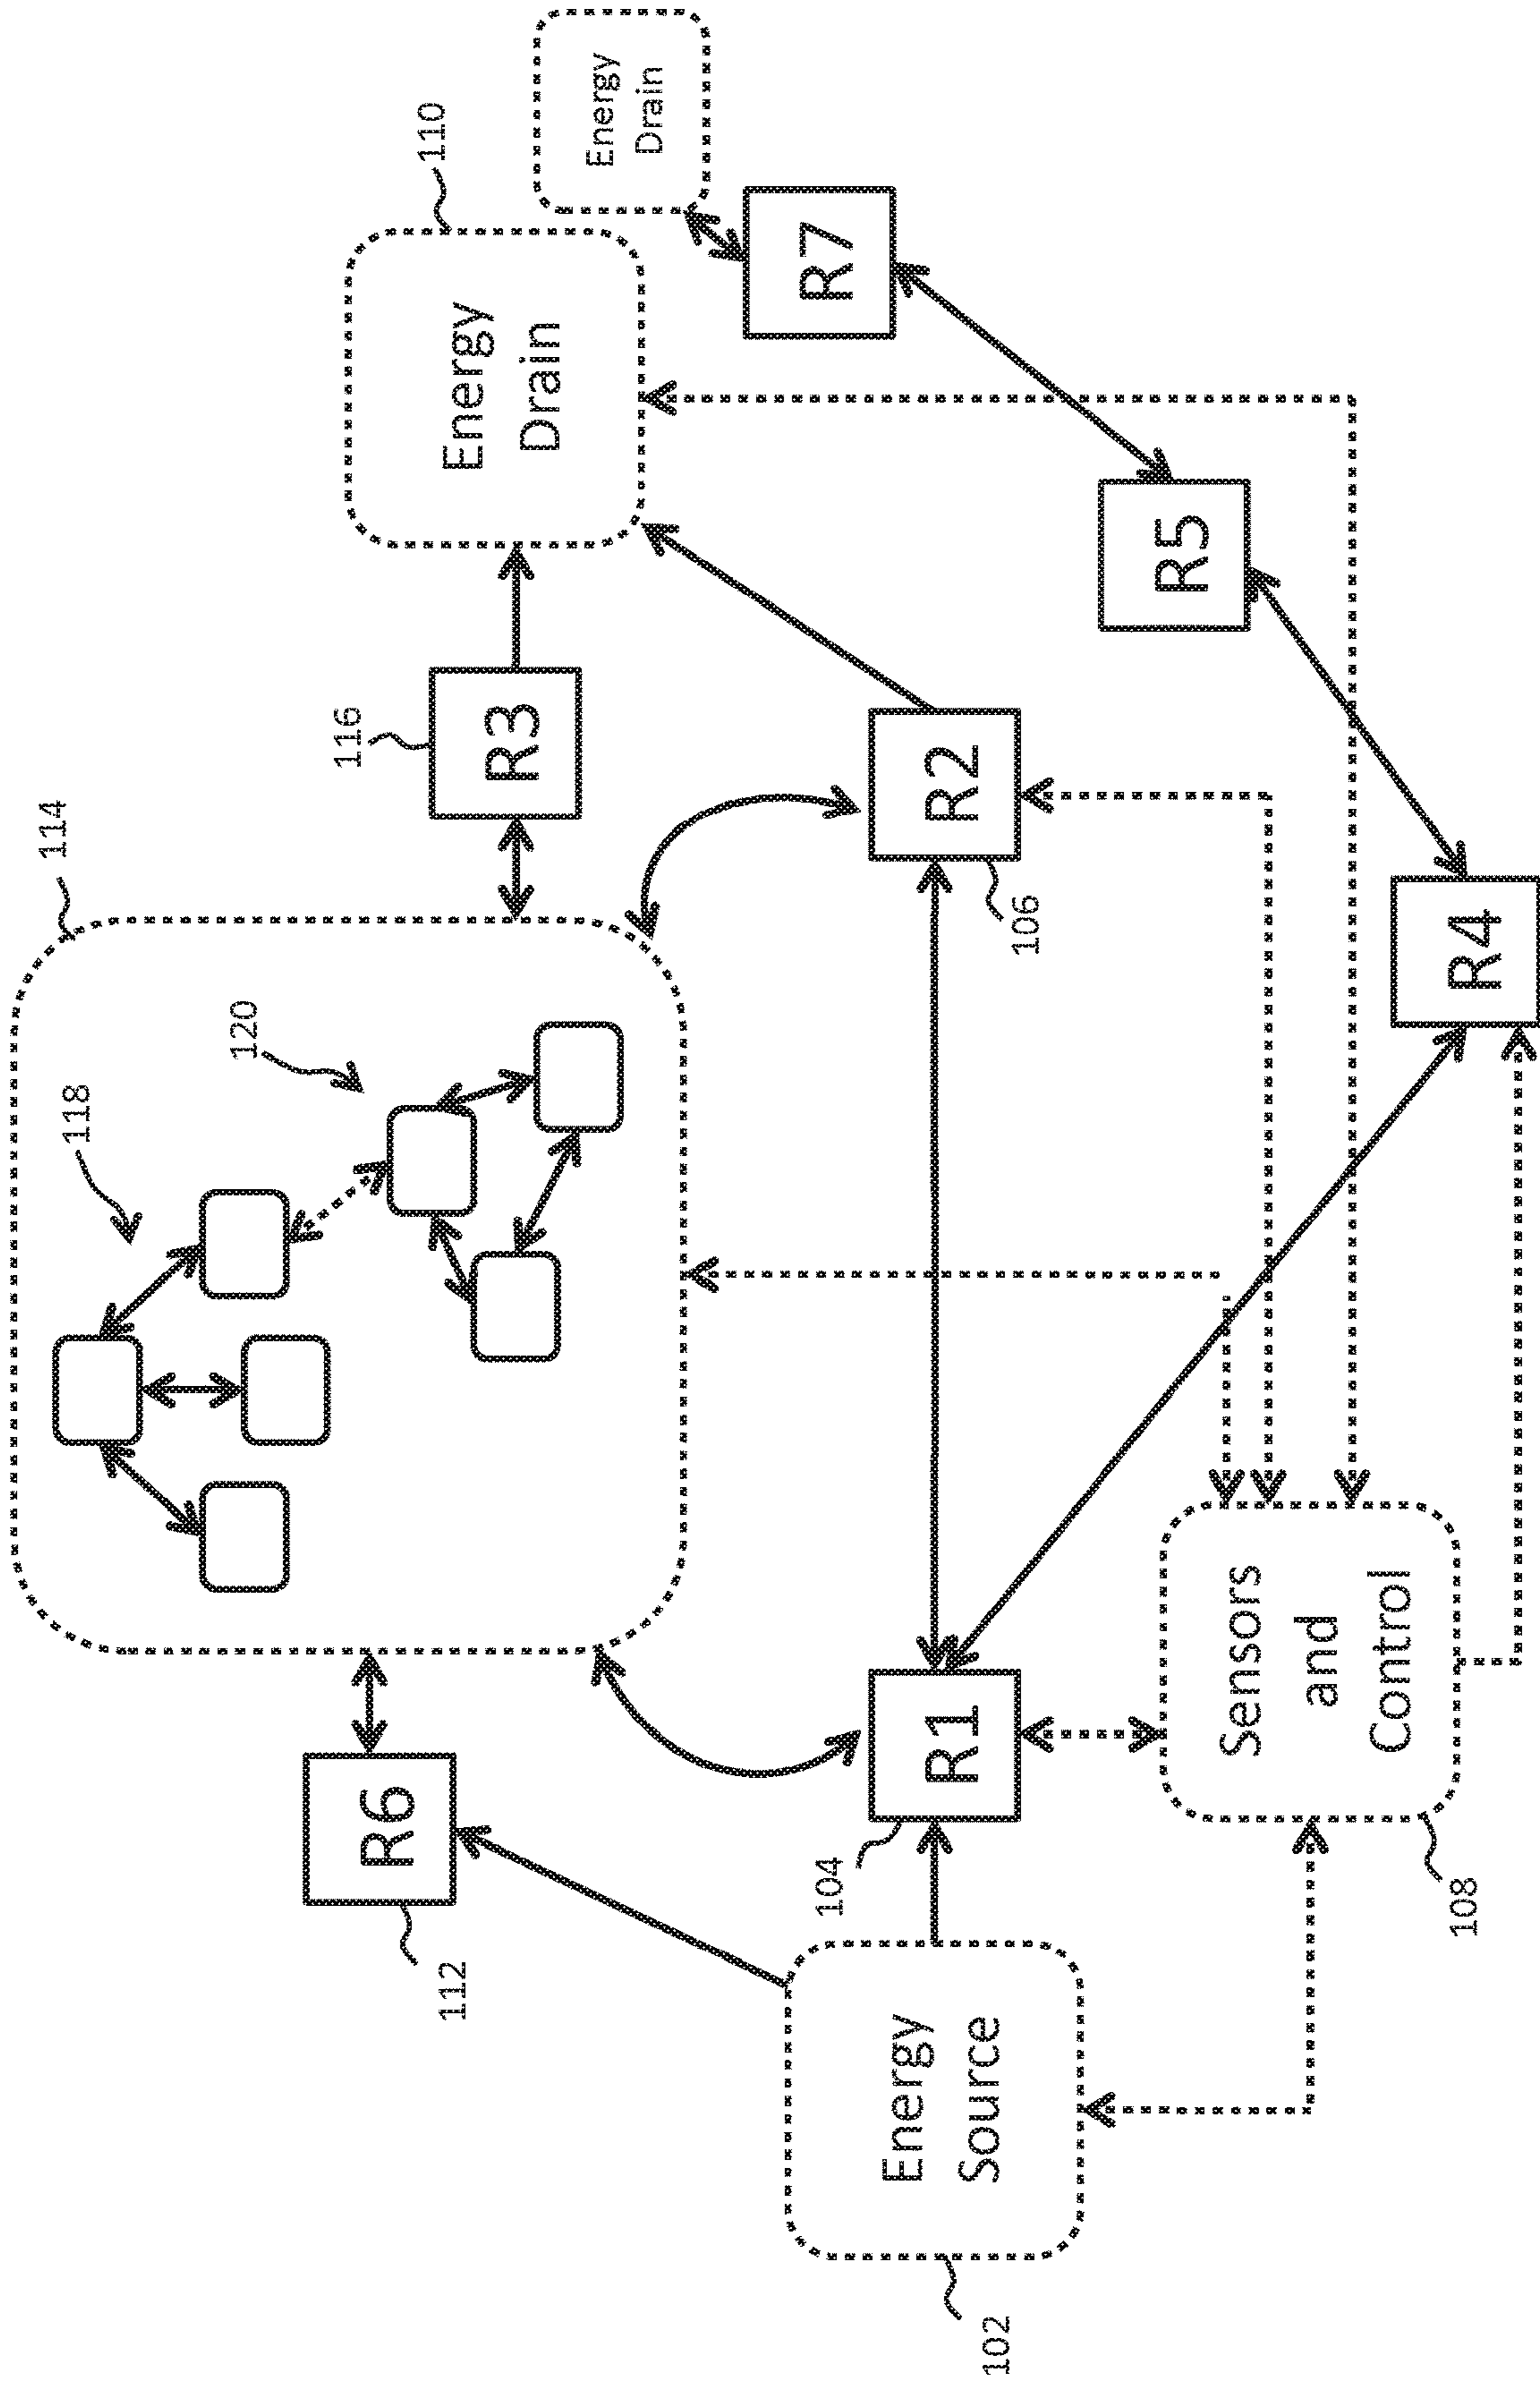 114
118
120
116
110
Energy
Drain
Energy
Drain
R3
R6
112
R7
104
R1
R2
106
R5
102
Energy
Source
Sensors
and
Control
108
R4